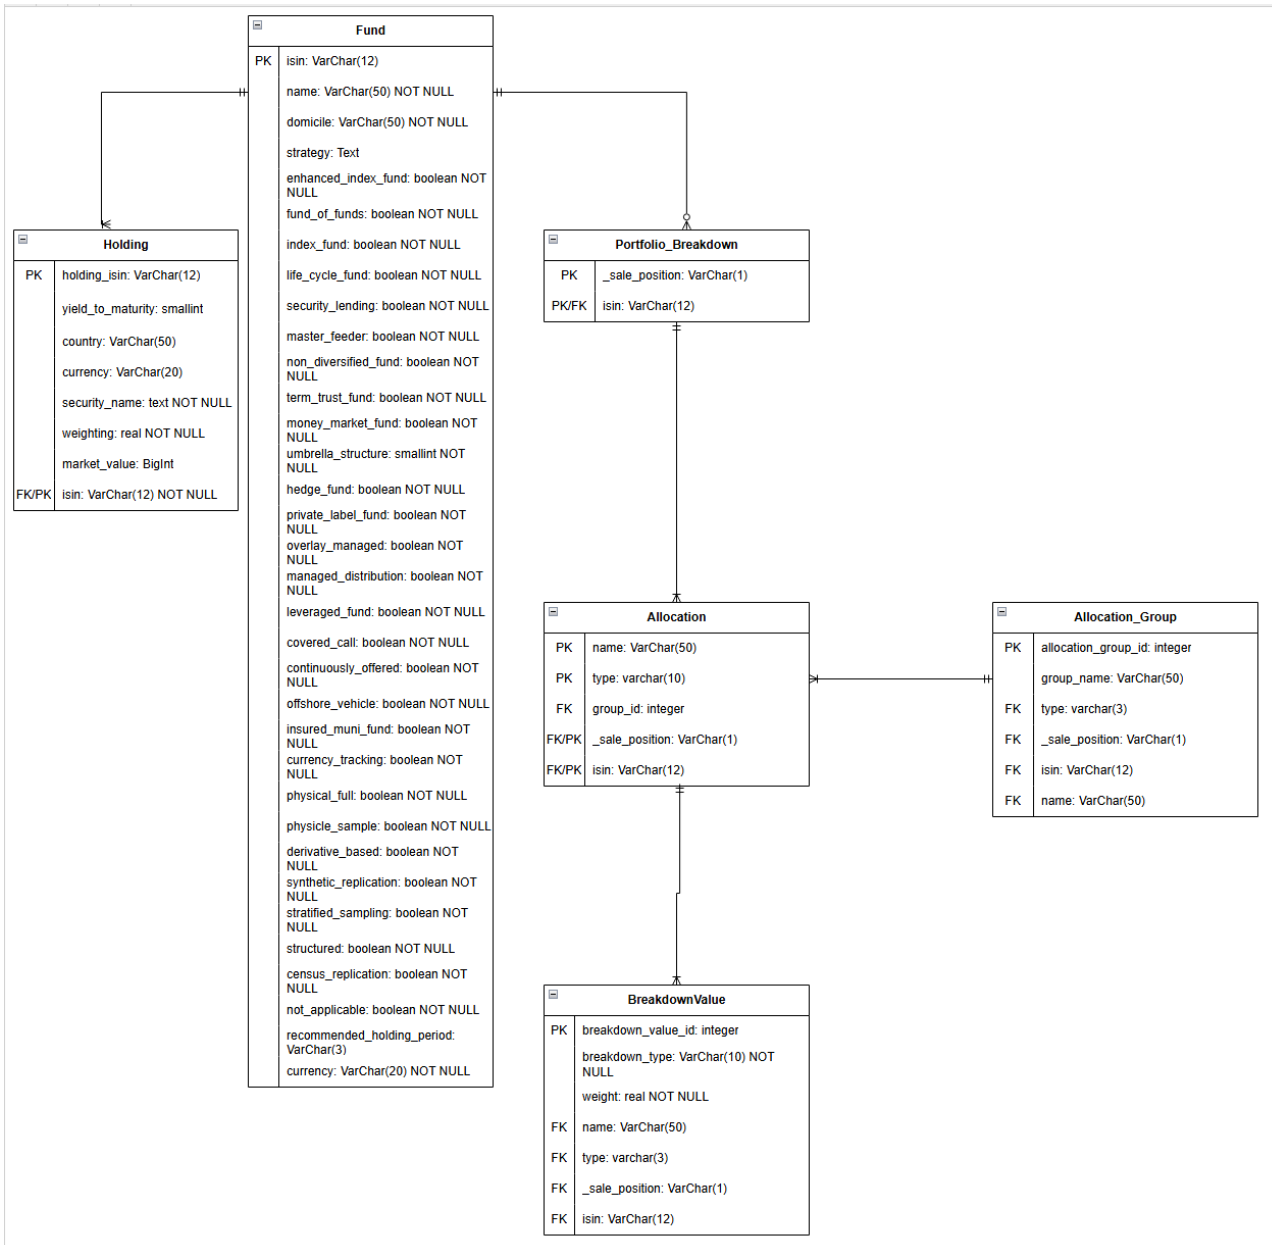 Fund
PK isin: VarChar(12)
name: VarChar(50) NOT NULL
domicile: VarChar(50) NOT NULL
strategy: Text
enhanced_index_fund: boolean NOT
NULL
fund_of_funds: boolean NOT NULL
index_fund: boolean NOT NULL
life_cycle_fund: boolean NOT NULL
security_lending: boolean NOT NULL
master_feeder: boolean NOT NULL
non_diversified_fund: boolean NOT
NULL
term_trust_fund: boolean NOT NULL
money_market_fund: boolean NOT
NULL
umbrella_structure: smallint NOT
NULL
hedge_fund: boolean NOT NULL
private_label_fund: boolean NOT
NULL
overlay_managed: boolean NOT
NULL
managed_distribution: boolean NOT
NULL
leveraged_fund: boolean NOT NULL
covered_call: boolean NOT NULL
continuously_offered: boolean NOT
NULL
offshore_vehicle: boolean NOT NULL
insured_muni_fund: boolean NOT
NULL
currency_tracking: boolean NOT
NULL
physical_full: boolean NOT NULL
physicle_sample: boolean NOT NULL
derivative_based: boolean NOT
NULL
synthetic_replication: boolean NOT
NULL
stratified_sampling: boolean NOT
NULL
structured: boolean NOT NULL
census_replication: boolean NOT
NULL
not_applicable: boolean NOT NULL
recommended_holding_period:
VarChar(3)
currency: VarChar(20) NOT NULL
Holding
PK holding_isin: VarChar(12)
yield_to_maturity: smallint
country: VarChar(50)
currency: VarChar(20)
security_name: text NOT NULL
weighting: real NOT NULL
market_value: BigInt
FK/PK isin: VarChar(12) NOT NULL
Portfolio_Breakdown
PK _sale_position: VarChar(1)
PK/FK isin: VarChar(12)
Allocation
PK name: VarChar(50)
PK type: varchar(10)
FK group_id: integer
FK/PK _sale_position: VarChar(1)
FK/PK isin: VarChar(12)
Allocation_Group
PK allocation_group_id: integer
group_name: VarChar(50)
FK type: varchar(3)
FK _sale_position: VarChar(1)
FK isin: VarChar(12)
FK name: VarChar(50)
BreakdownValue
PK breakdown_value_id: integer
breakdown_type: VarChar(10) NOT
NULL
weight: real NOT NULL
FK name: VarChar(50)
FK type: varchar(3)
FK _sale_position: VarChar(1)
FK isin: VarChar(12)